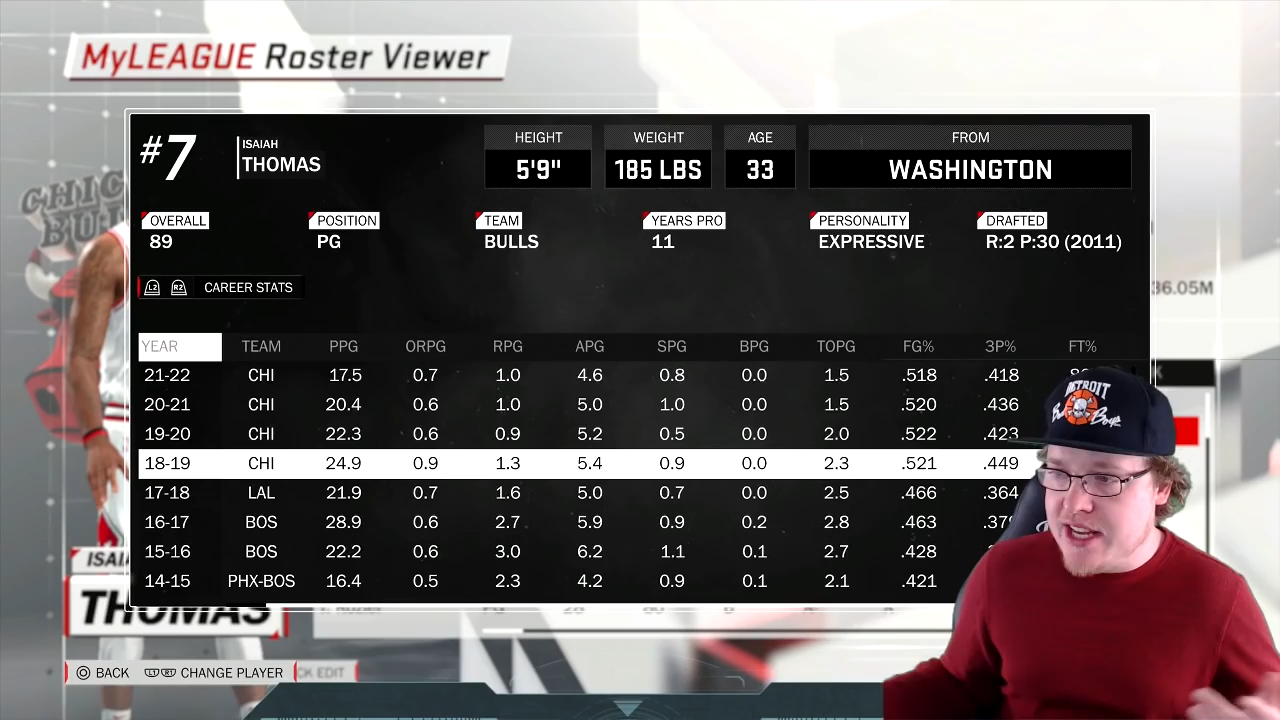 MyLEAGUE Roster Viewer
#7 ISAIAH THOMAS
HEIGHT WEIGHT AGE FROM
5'9" 185 LBS 33 WASHINGTON
OVERALL POSITION TEAM YEARS PRO PERSONALITY DRAFTED
89 PG BULLS 11 EXPRESSIVE R:2 P:30 (2011)
L2 R2 CAREER STATS
36.05M
YEAR TEAM PPG ORPG RPG APG SPG BPG TOPG FG% 3P% FT%
21-22 CHI 17.5 0.7 1.0 4.6 0.8 0.0 1.5 .518 .418
20-21 CHI 20.4 0.6 1.0 5.0 1.0 0.0 1.5 .520 .436
19-20 CHI 22.3 0.6 0.9 5.2 0.5 0.0 2.0 .522 .423
18-19 CHI 24.9 0.9 1.3 5.4 0.9 0.0 2.3 .521 .449
17-18 LAL 21.9 0.7 1.6 5.0 0.7 0.0 2.5 .466 .364
16-17 BOS 28.9 0.6 2.7 5.9 0.9 0.2 2.8 .463
15-16 BOS 22.2 0.6 3.0 6.2 1.1 0.1 2.7 .428
14-15 PHX-BOS 16.4 0.5 2.3 4.2 0.9 0.1 2.1 .421
DETROIT
Bad Boys
THOMAS
BACK CHANGE PLAYER CK EDIT